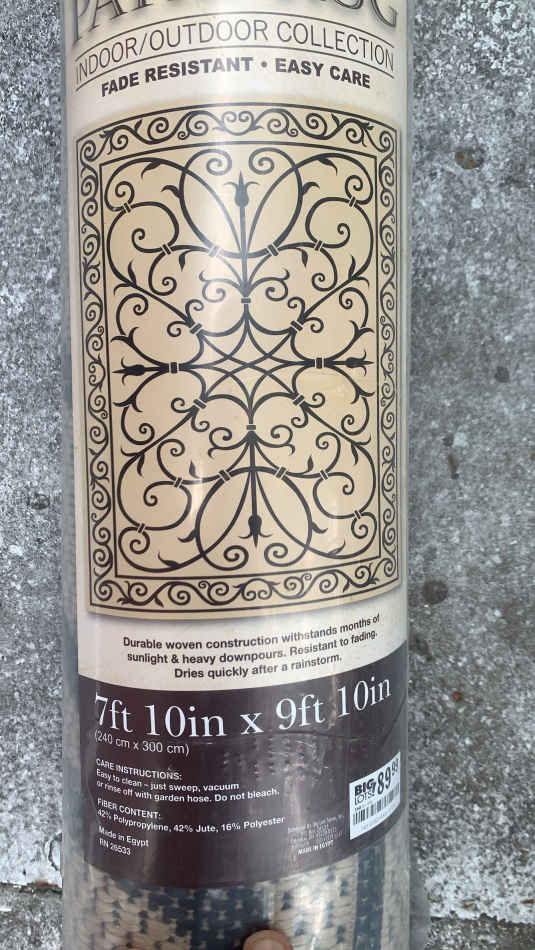 INDOOR/OUTDOOR COLLECTION
FADE RESISTANT • EASY CARE
Durable woven construction withstands months of
sunlight & heavy downpours. Resistant to fading.
Dries quickly after a rainstorm.
7ft 10in x 9ft 10in
(240 cm x 300 cm)
CARE INSTRUCTIONS:
Easy to clean – just sweep, vacuum
or rinse off with garden hose. Do not bleach.
FIBER CONTENT:
42% Polypropylene, 42% Jute, 16% Polyester
Made in Egypt
RN 26533
MADE IN EGYPT
BIG
LOTS!
89.99